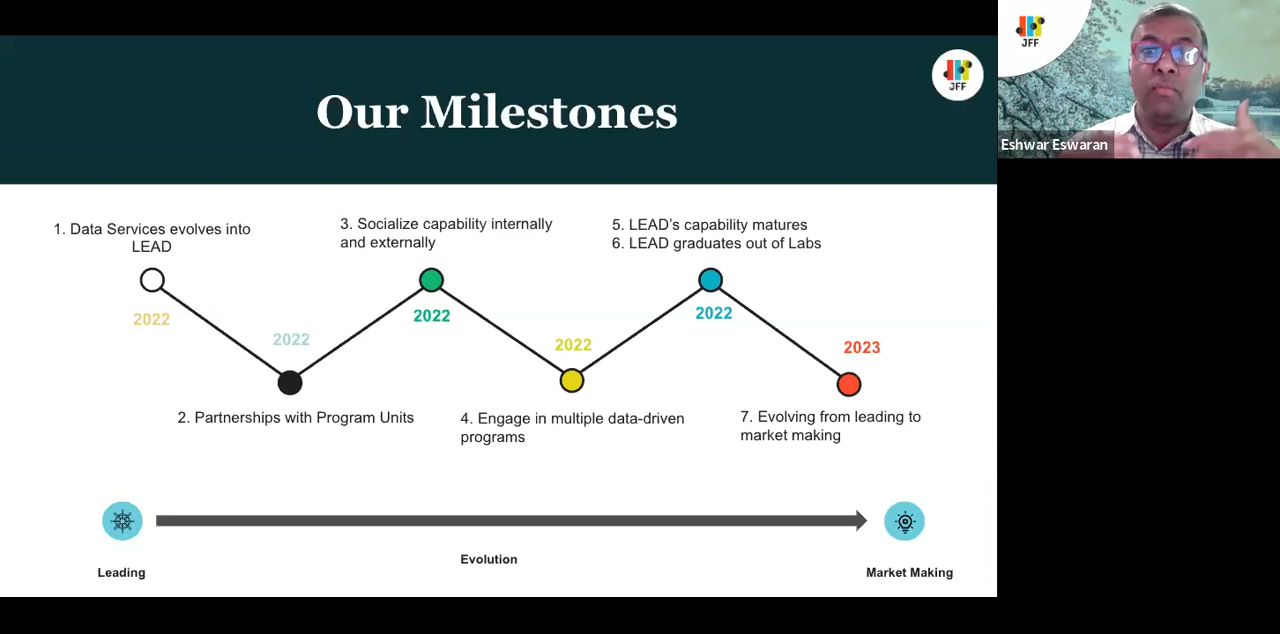 Our Milestones
JFF
JFF
Eshwar Eswaran
1. Data Services evolves into
LEAD
3. Socialize capability internally
and externally
5. LEAD's capability matures
6. LEAD graduates out of Labs
2022
2022
2022
2022
2022
2023
2. Partnerships with Program Units
4. Engage in multiple data-driven
programs
7. Evolving from leading to
market making
Evolution
Leading
Market Making